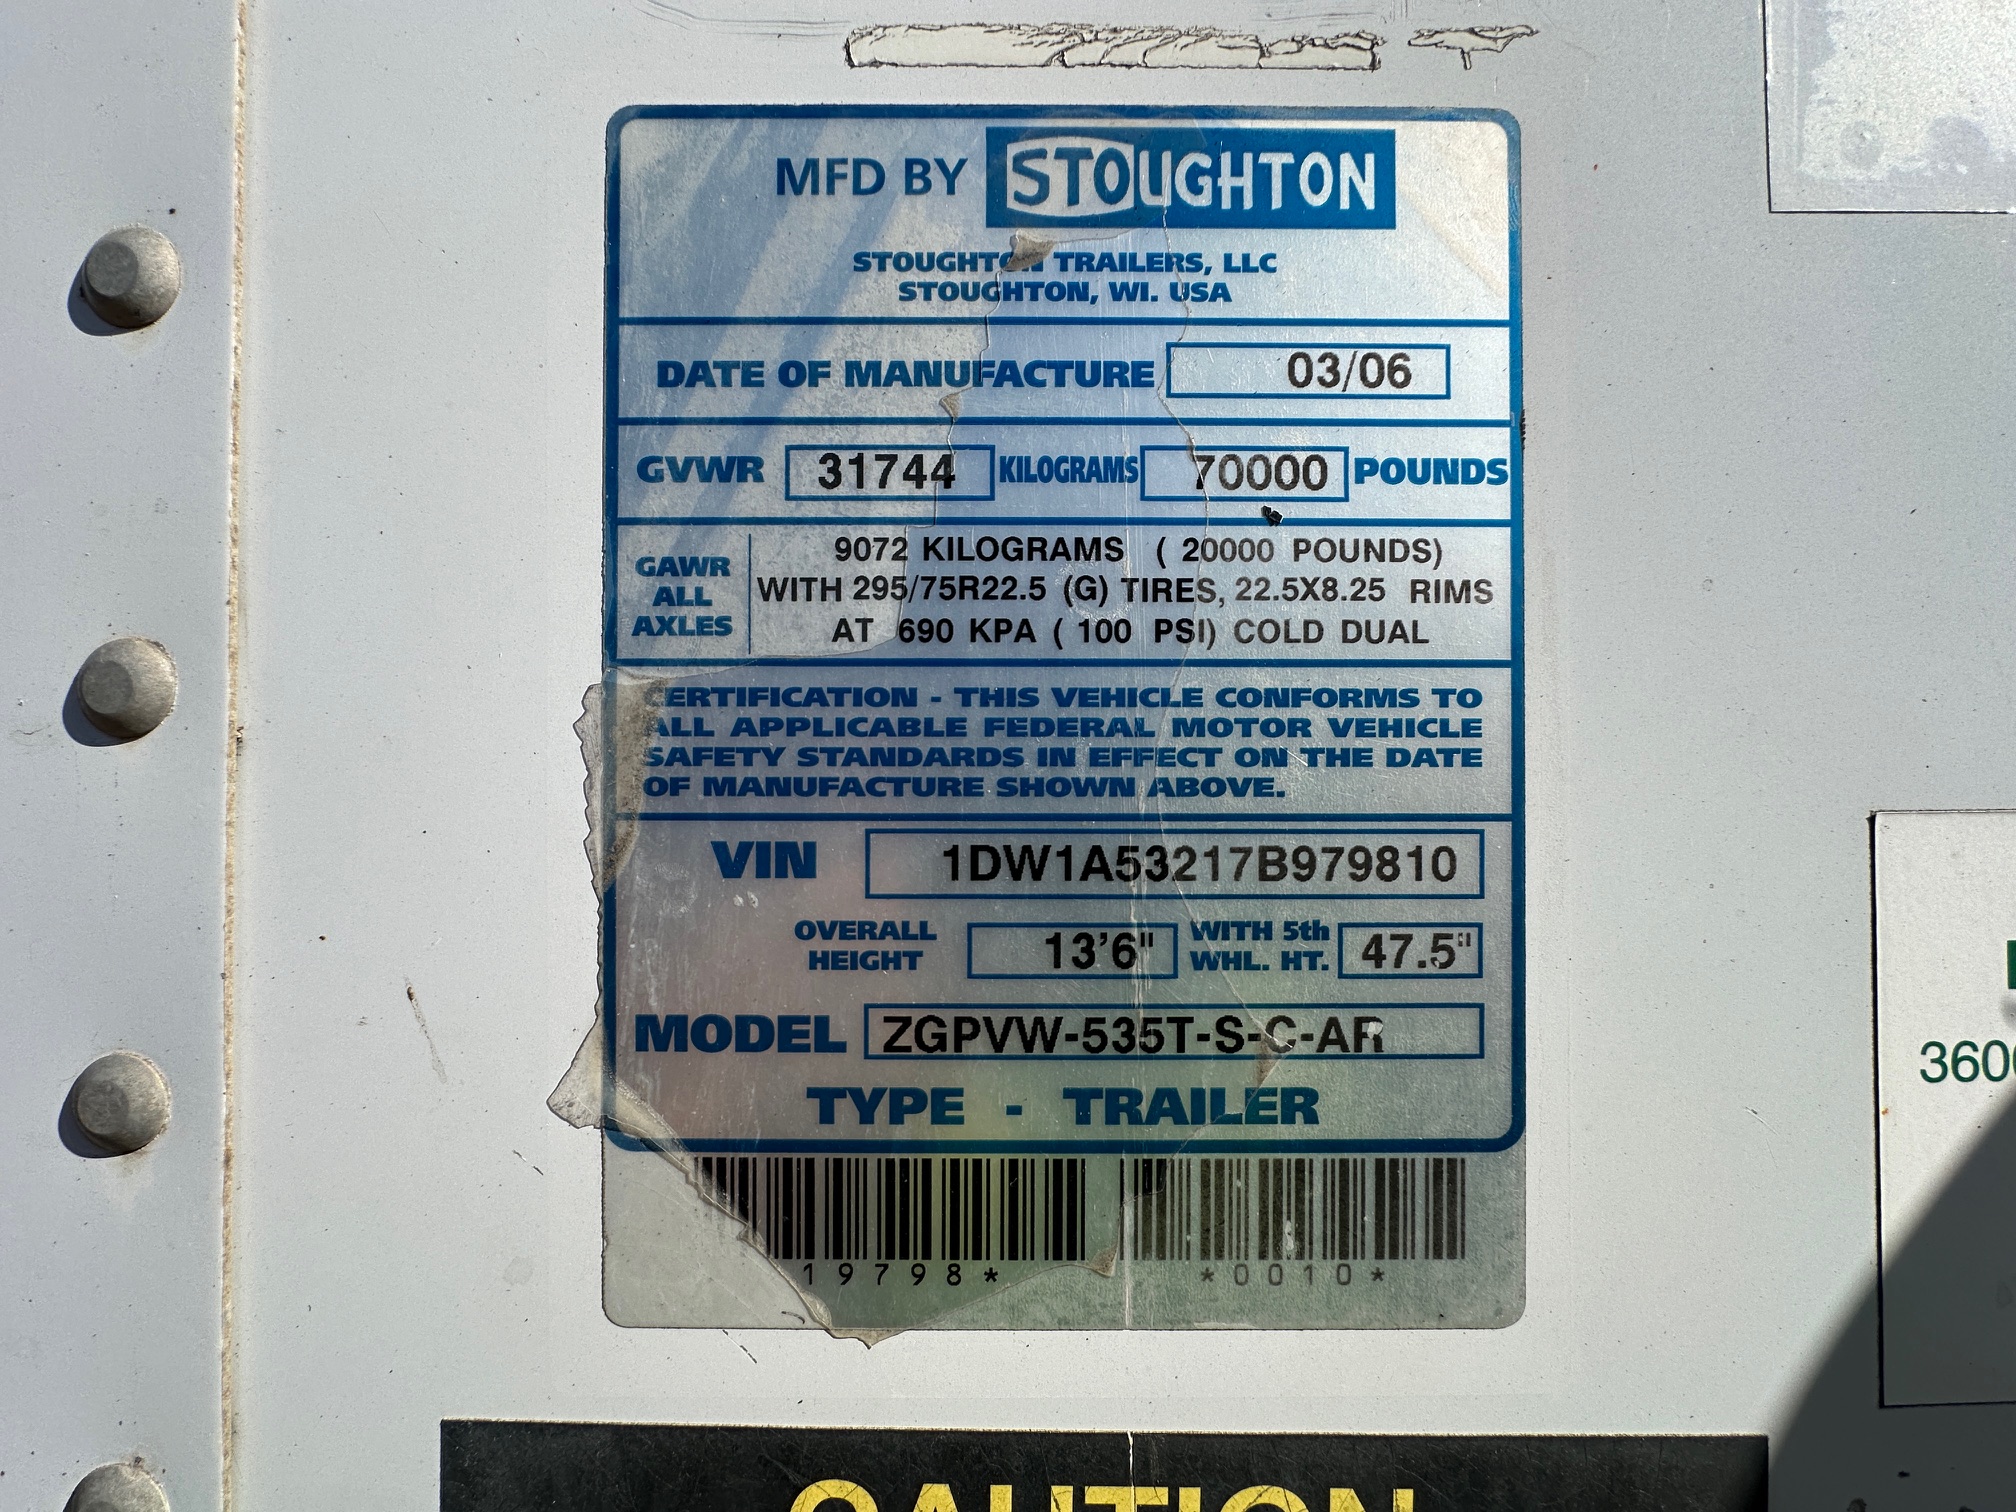 MFD BY STOUGHTON
STOUGHTON TRAILERS, LLC
STOUGHTON, WI. USA
DATE OF MANUFACTURE 03/06
GVWR 31744 KILOGRAMS 70000 POUNDS
GAWR ALL AXLES
9072 KILOGRAMS ( 20000 POUNDS)
WITH 295/75R22.5 (G) TIRES, 22.5X8.25 RIMS
AT 690 KPA ( 100 PSI) COLD DUAL
CERTIFICATION - THIS VEHICLE CONFORMS TO
ALL APPLICABLE FEDERAL MOTOR VEHICLE
SAFETY STANDARDS IN EFFECT ON THE DATE
OF MANUFACTURE SHOWN ABOVE.
VIN 1DW1A53217B979810
OVERALL HEIGHT 13'6" WITH 5th WHL. HT. 47.5"
MODEL ZGPVW-535T-S-C-AR
TYPE - TRAILER
19798* *0010*
360
CAUTION